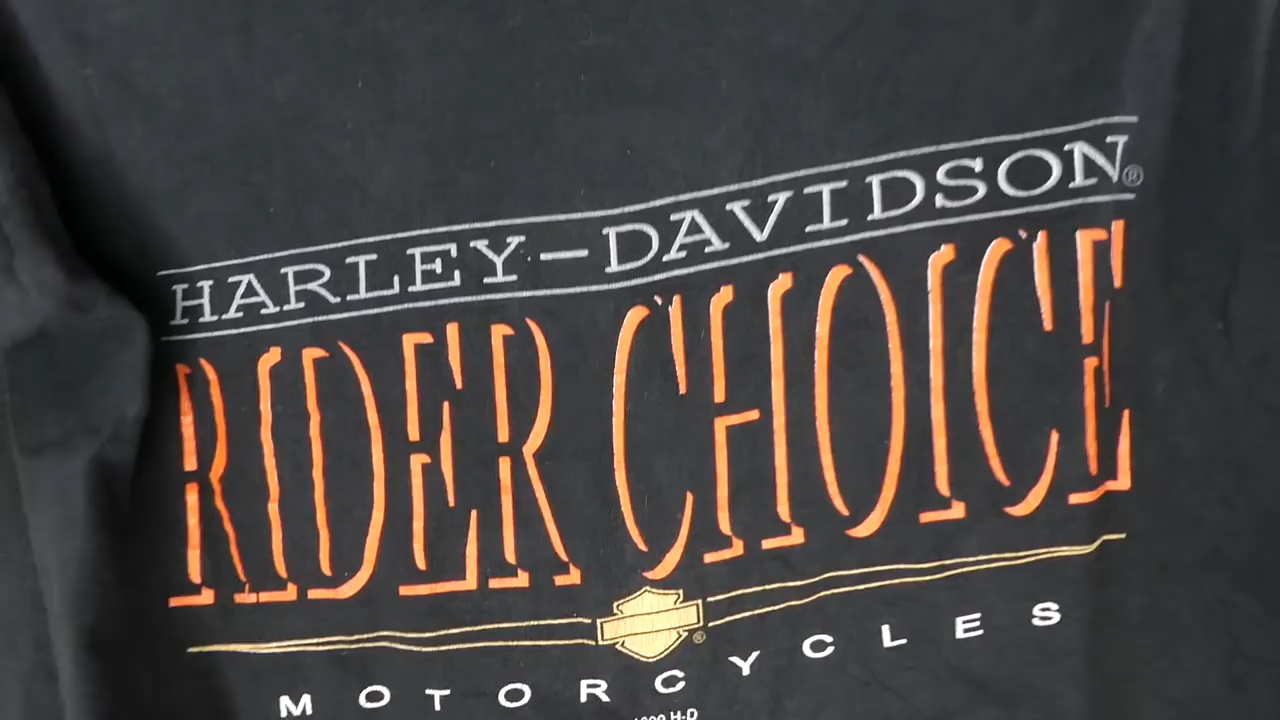 HARLEY-DAVIDSON®
RIDER CHOICE
®
MOTORCYCLES
H-D